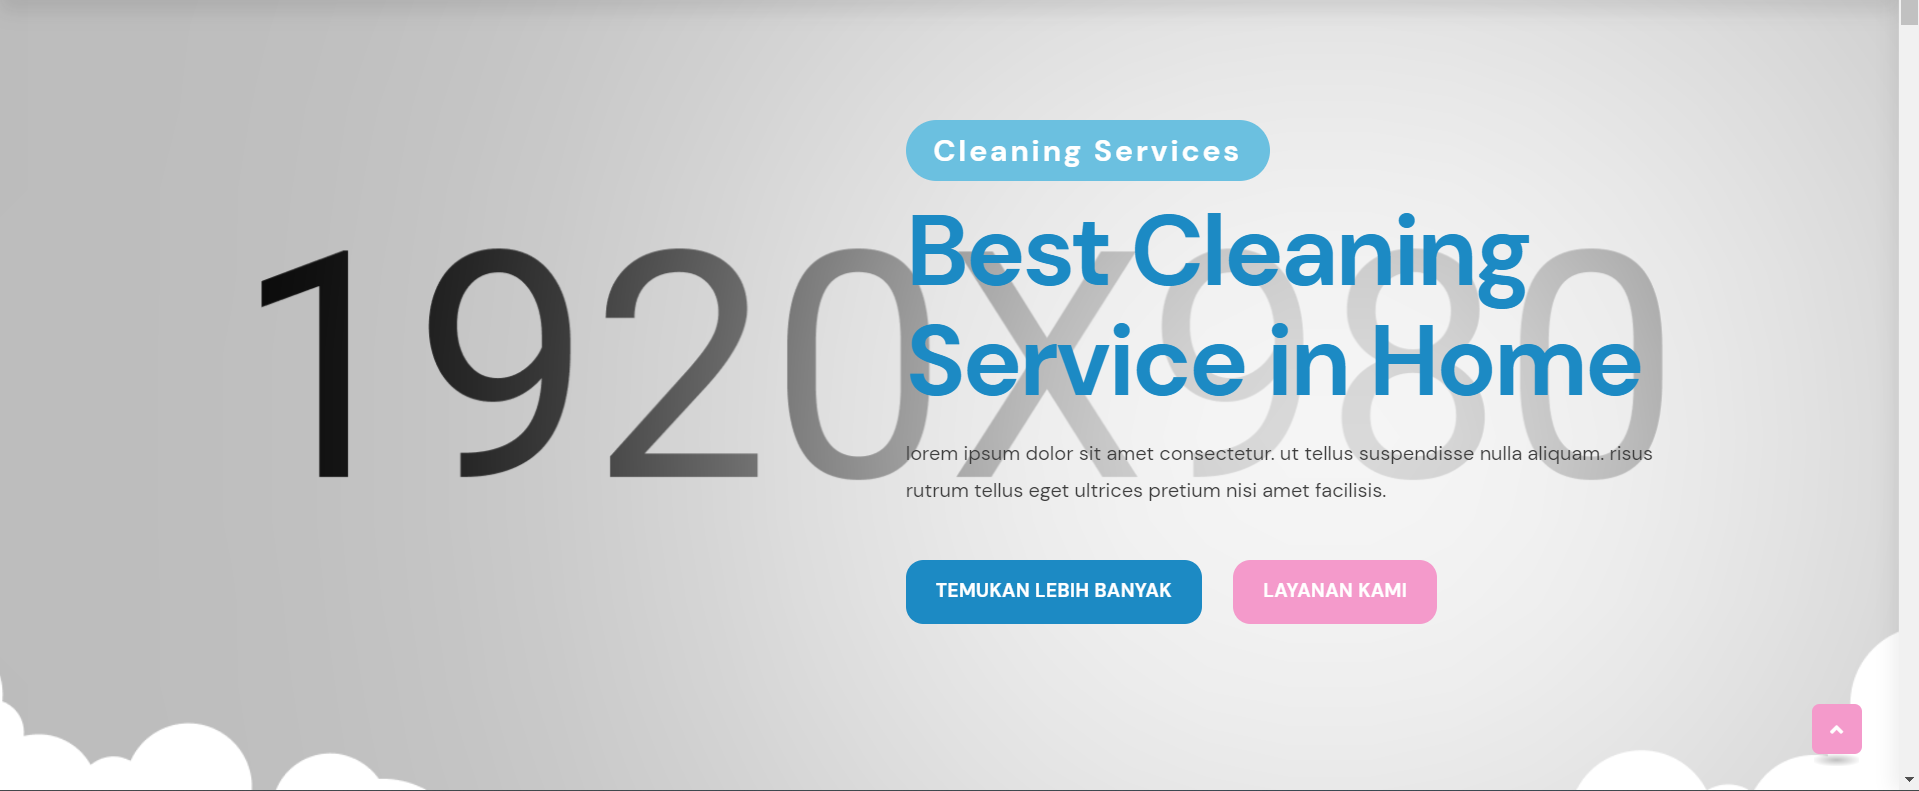 Cleaning Services
1920X980
Best Cleaning
Service in Home
lorem ipsum dolor sit amet consectetur. ut tellus suspendisse nulla aliquam. risus
rutrum tellus eget ultrices pretium nisi amet facilisis.
TEMUKAN LEBIH BANYAK
LAYANAN KAMI